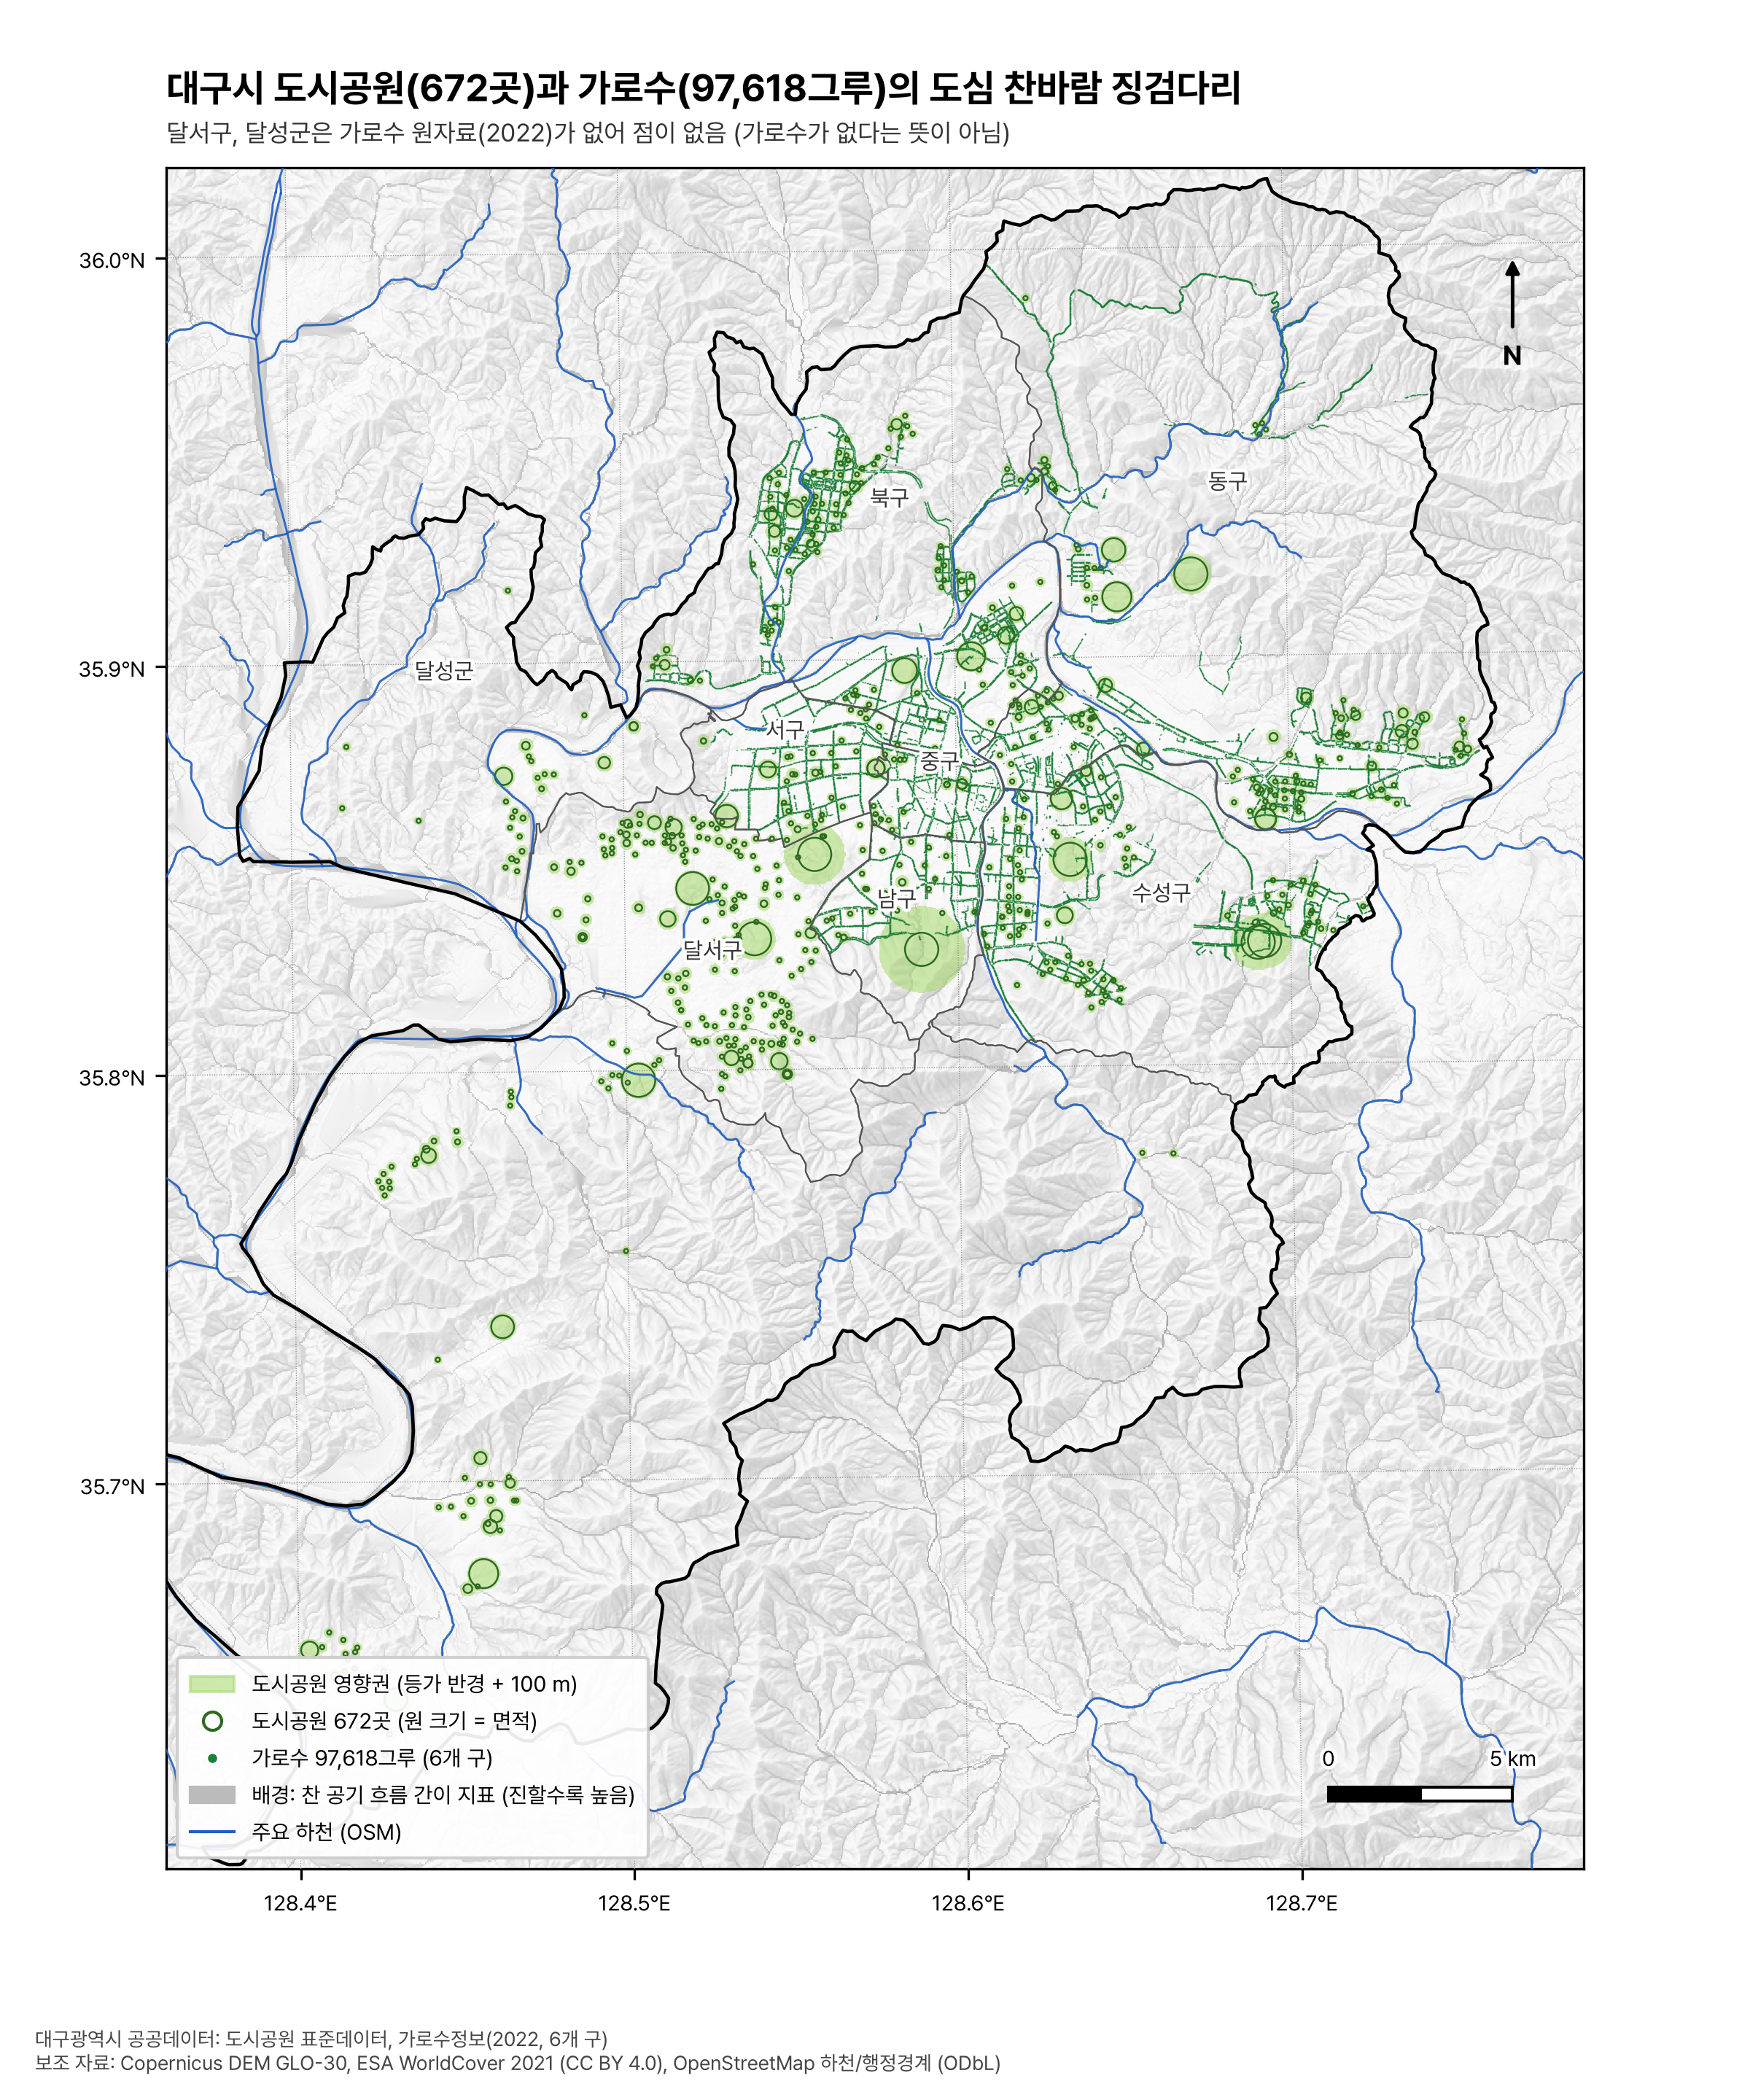 대구시 도시공원(672곳)과 가로수(97,618그루)의 도심 찬바람 징검다리
달서구, 달성군은 가로수 원자료(2022)가 없어 점이 없음 (가로수가 없다는 뜻이 아님)
36.0°N
N
동구
북구
35.9°N
달성군
서구
중구
수성구
남구
달서구
35.8°N
35.7°N
도시공원 영향권 (등가 반경 + 100 m)
도시공원 672곳 (원 크기 = 면적)
가로수 97,618그루 (6개 구)
배경: 찬 공기 흐름 간이 지표 (진할수록 높음)
주요 하천 (OSM)
0 5 km
128.4°E 128.5°E 128.6°E 128.7°E
대구광역시 공공데이터: 도시공원 표준데이터, 가로수정보(2022, 6개 구)
보조 자료: Copernicus DEM GLO-30, ESA WorldCover 2021 (CC BY 4.0), OpenStreetMap 하천/행정경계 (ODbL)